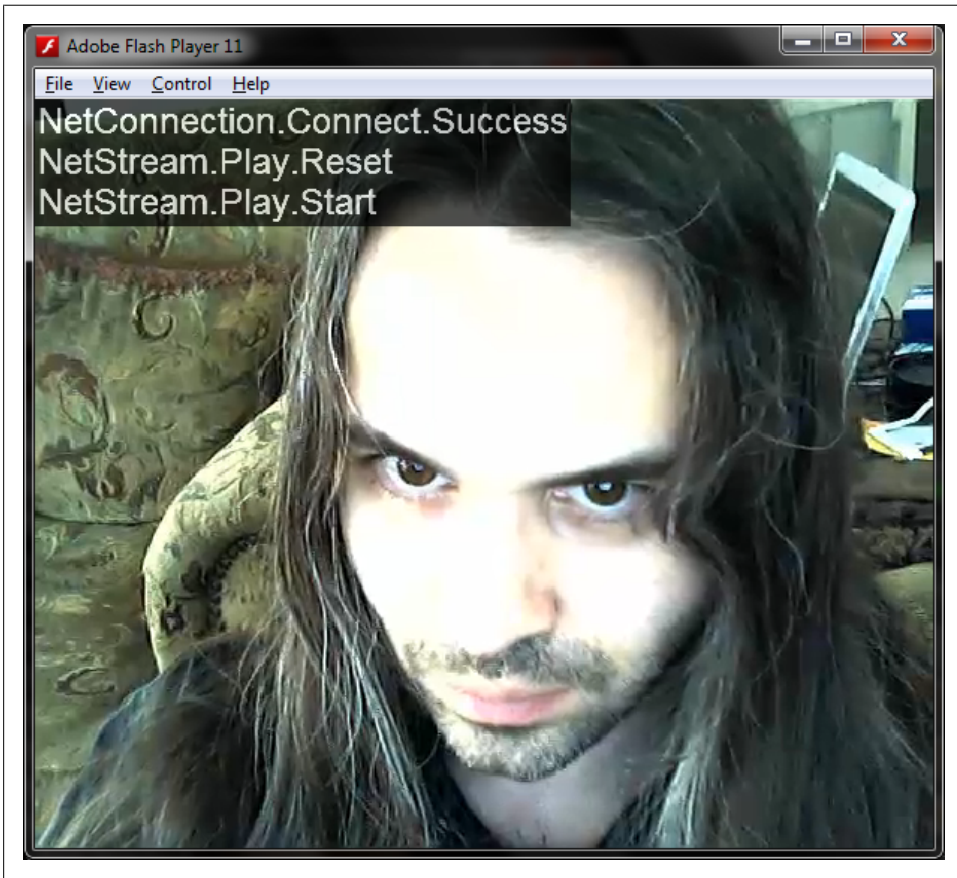 Adobe Flash Player 11
File View Control Help
NetConnection.Connect.Success
NetStream.Play.Reset
NetStream.Play.Start